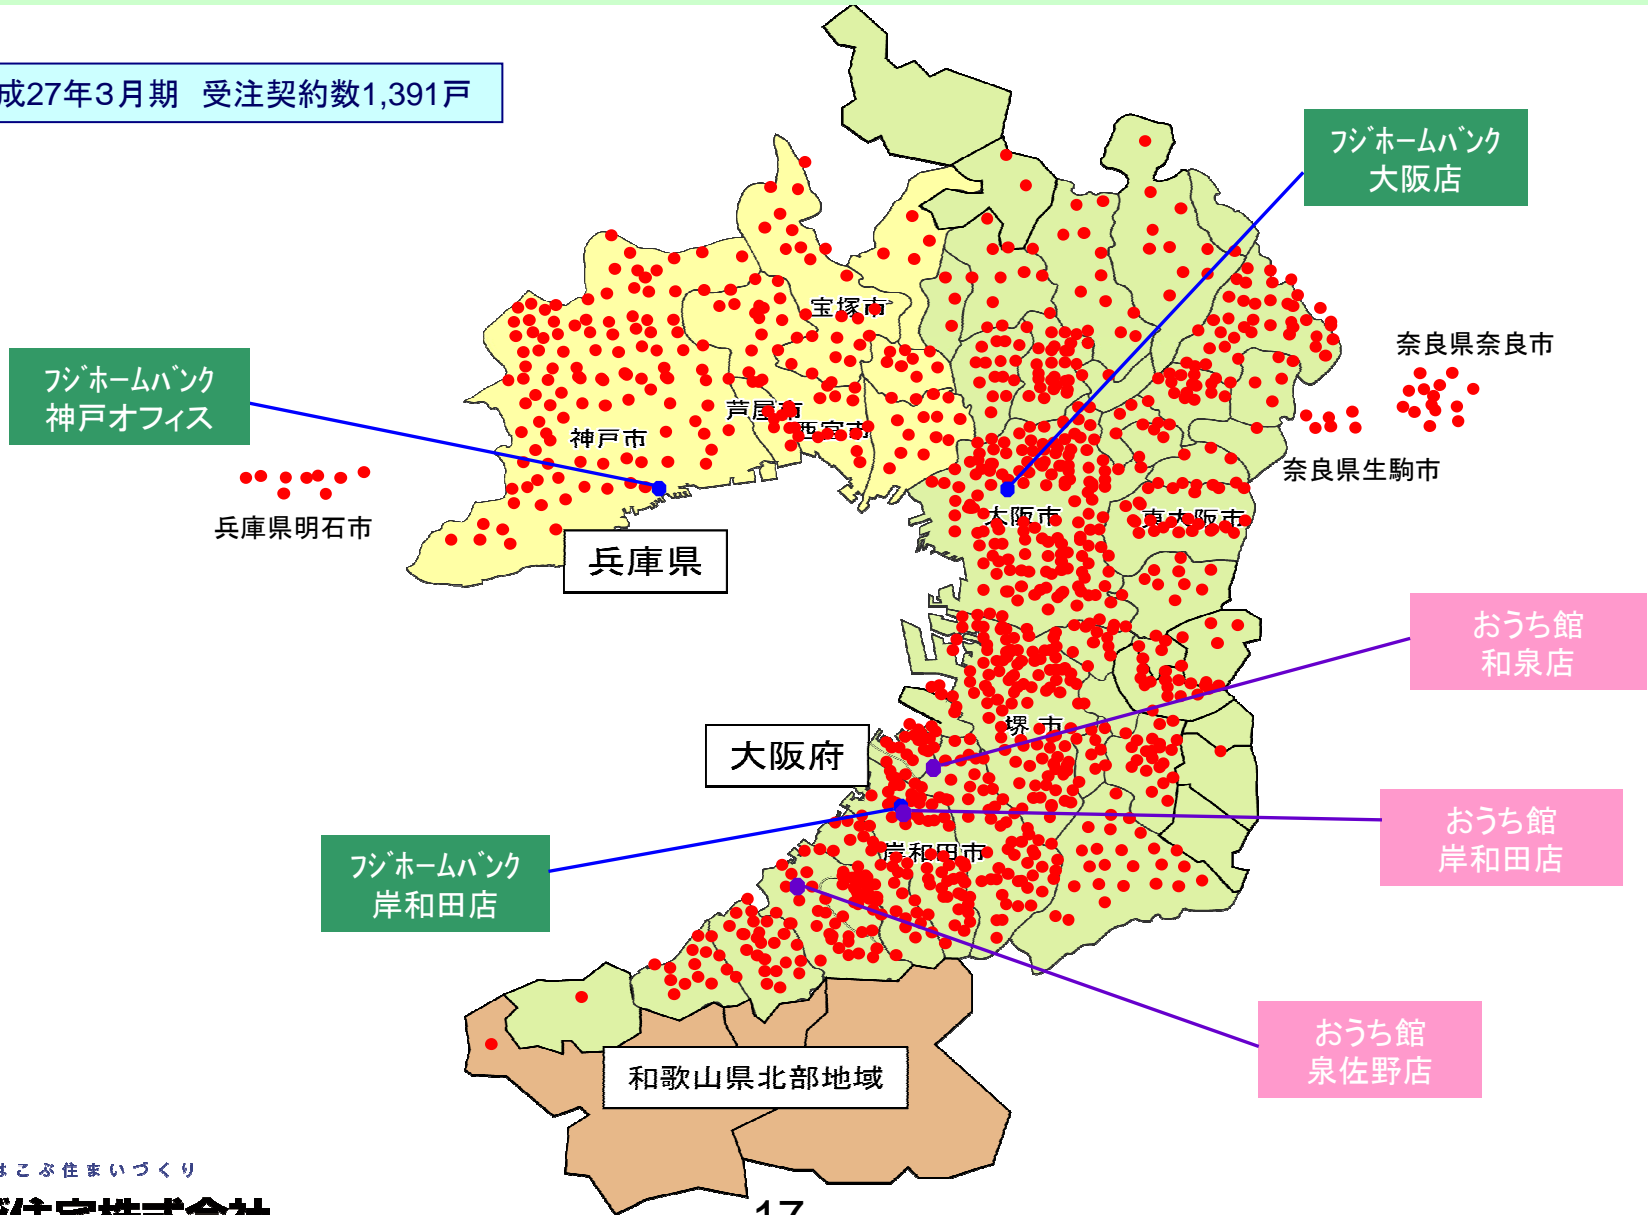 成27年3月期 受注契約数1,391戸
フジホームバンク
大阪店
宝塚市
奈良県奈良市
フジホームバンク
神戸オフィス
芦屋市
西宮市
神戸市
奈良県生駒市
兵庫県明石市
大阪市
東大阪市
兵庫県
おうち館
和泉店
堺市
大阪府
おうち館
岸和田店
岸和田市
フジホームバンク
岸和田店
おうち館
泉佐野店
和歌山県北部地域
はこぶ住まいづくり
住宅株式会社
17